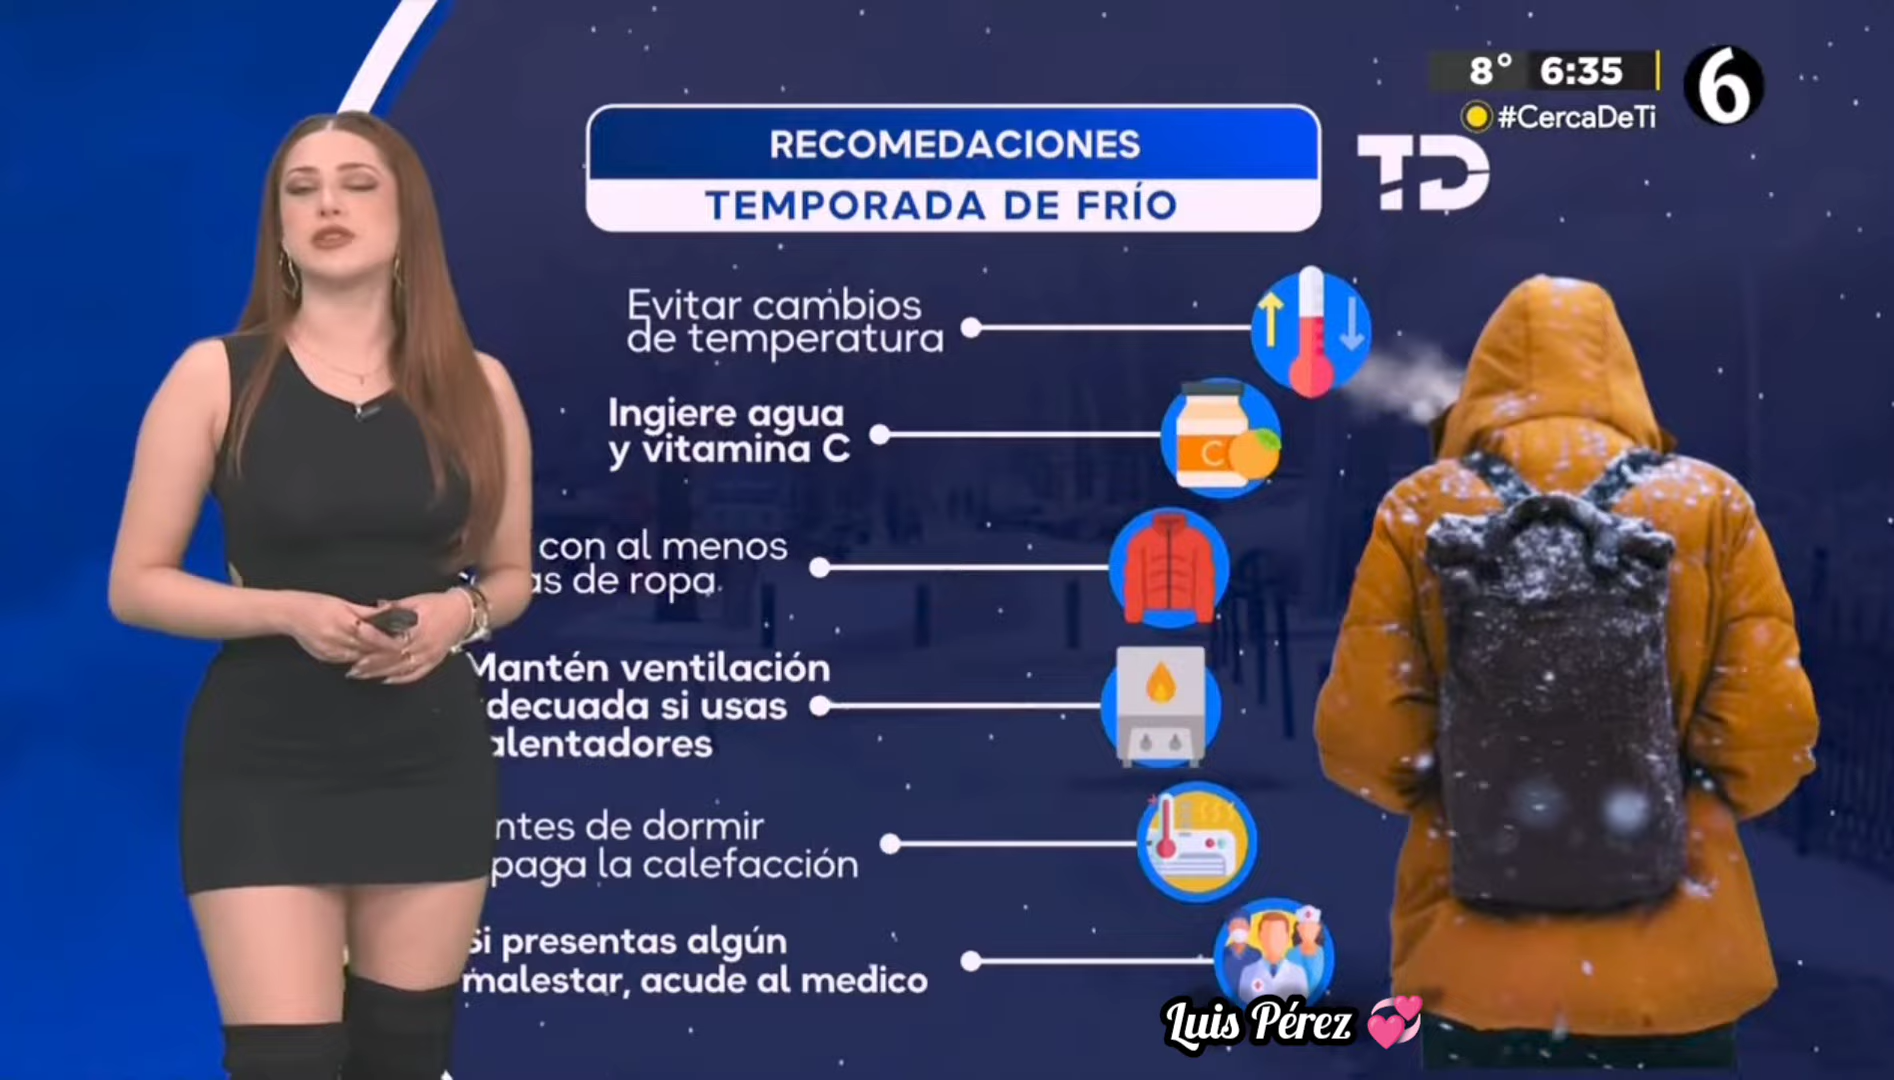 8° 6:35
6
#CercaDeTi
TD
RECOMEDACIONES
TEMPORADA DE FRÍO
Evitar cambios
de temperatura
Ingiere agua
y vitamina C
C
con al menos
de ropa
Mantén ventilación
decuada si usas
alentadores
ntes de dormir
paga la calefacción
Si presentas algún
malestar, acude al medico
Luis Pérez